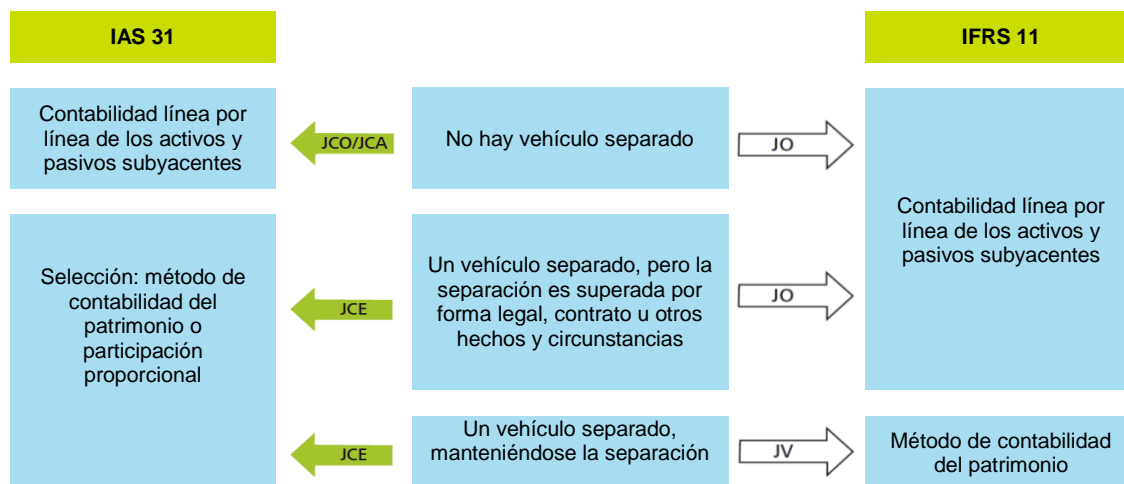 IAS 31
IFRS 11
Contabilidad línea por
línea de los activos y
pasivos subyacentes
JCO/JCA
No hay vehículo separado
JO
Contabilidad línea por
línea de los activos y
pasivos subyacentes
Selección: método de
contabilidad del
patrimonio o
participación
proporcional
JCE
Un vehículo separado, pero la
separación es superada por
forma legal, contrato u otros
hechos y circunstancias
JO
JCE
Un vehículo separado,
manteniéndose la separación
JV
Método de contabilidad
del patrimonio